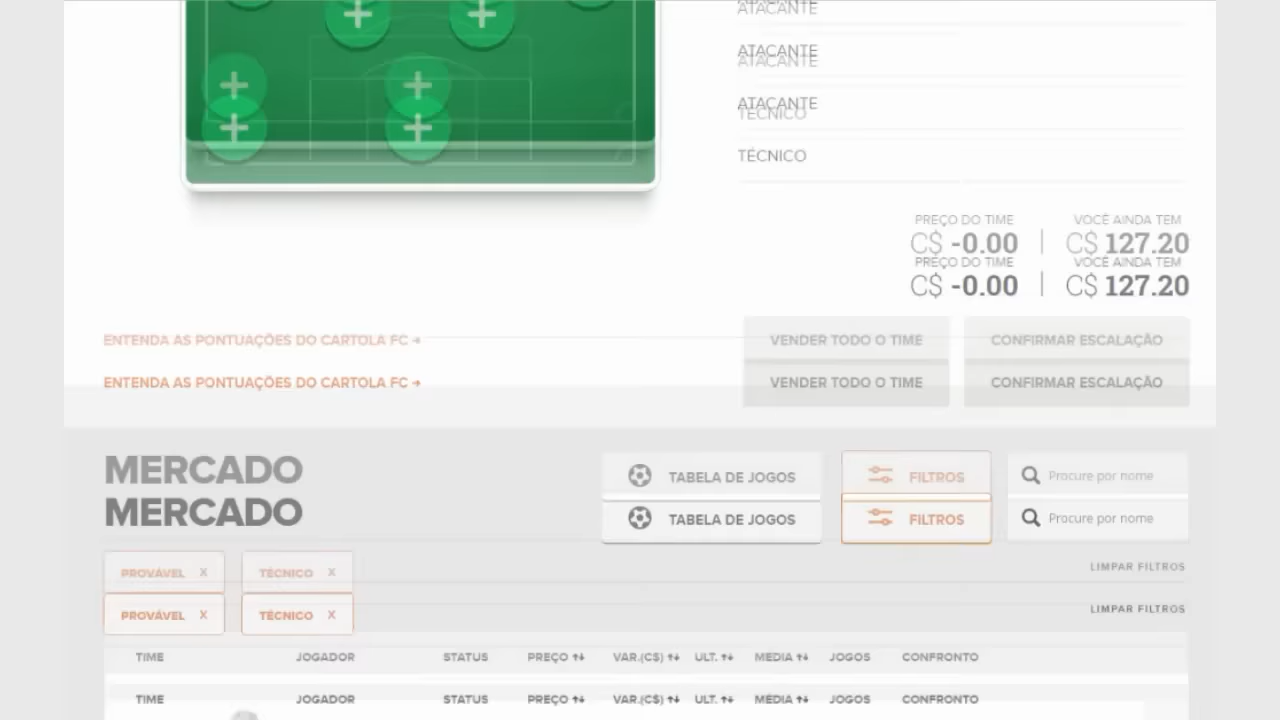 ATACANTE
ATACANTE
ATACANTE
ATACANTE
TÉCNICO
TÉCNICO
PREÇO DO TIME VOCÊ AINDA TEM
C$ -0.00 C$ 127.20
PREÇO DO TIME VOCÊ AINDA TEM
C$ -0.00 C$ 127.20
ENTENDA AS PONTUAÇÕES DO CARTOLA FC VENDER TODO O TIME CONFIRMAR ESCALAÇÃO
ENTENDA AS PONTUAÇÕES DO CARTOLA FC VENDER TODO O TIME CONFIRMAR ESCALAÇÃO
MERCADO TABELA DE JOGOS FILTROS Procure por nome
MERCADO TABELA DE JOGOS FILTROS Procure por nome
PROVÁVEL X TÉCNICO X LIMPAR FILTROS
PROVÁVEL X TÉCNICO X LIMPAR FILTROS
TIME JOGADOR STATUS PREÇO VAR.(C$) ULT. MÉDIA JOGOS CONFRONTO
TIME JOGADOR STATUS PREÇO VAR.(C$) ULT. MÉDIA JOGOS CONFRONTO